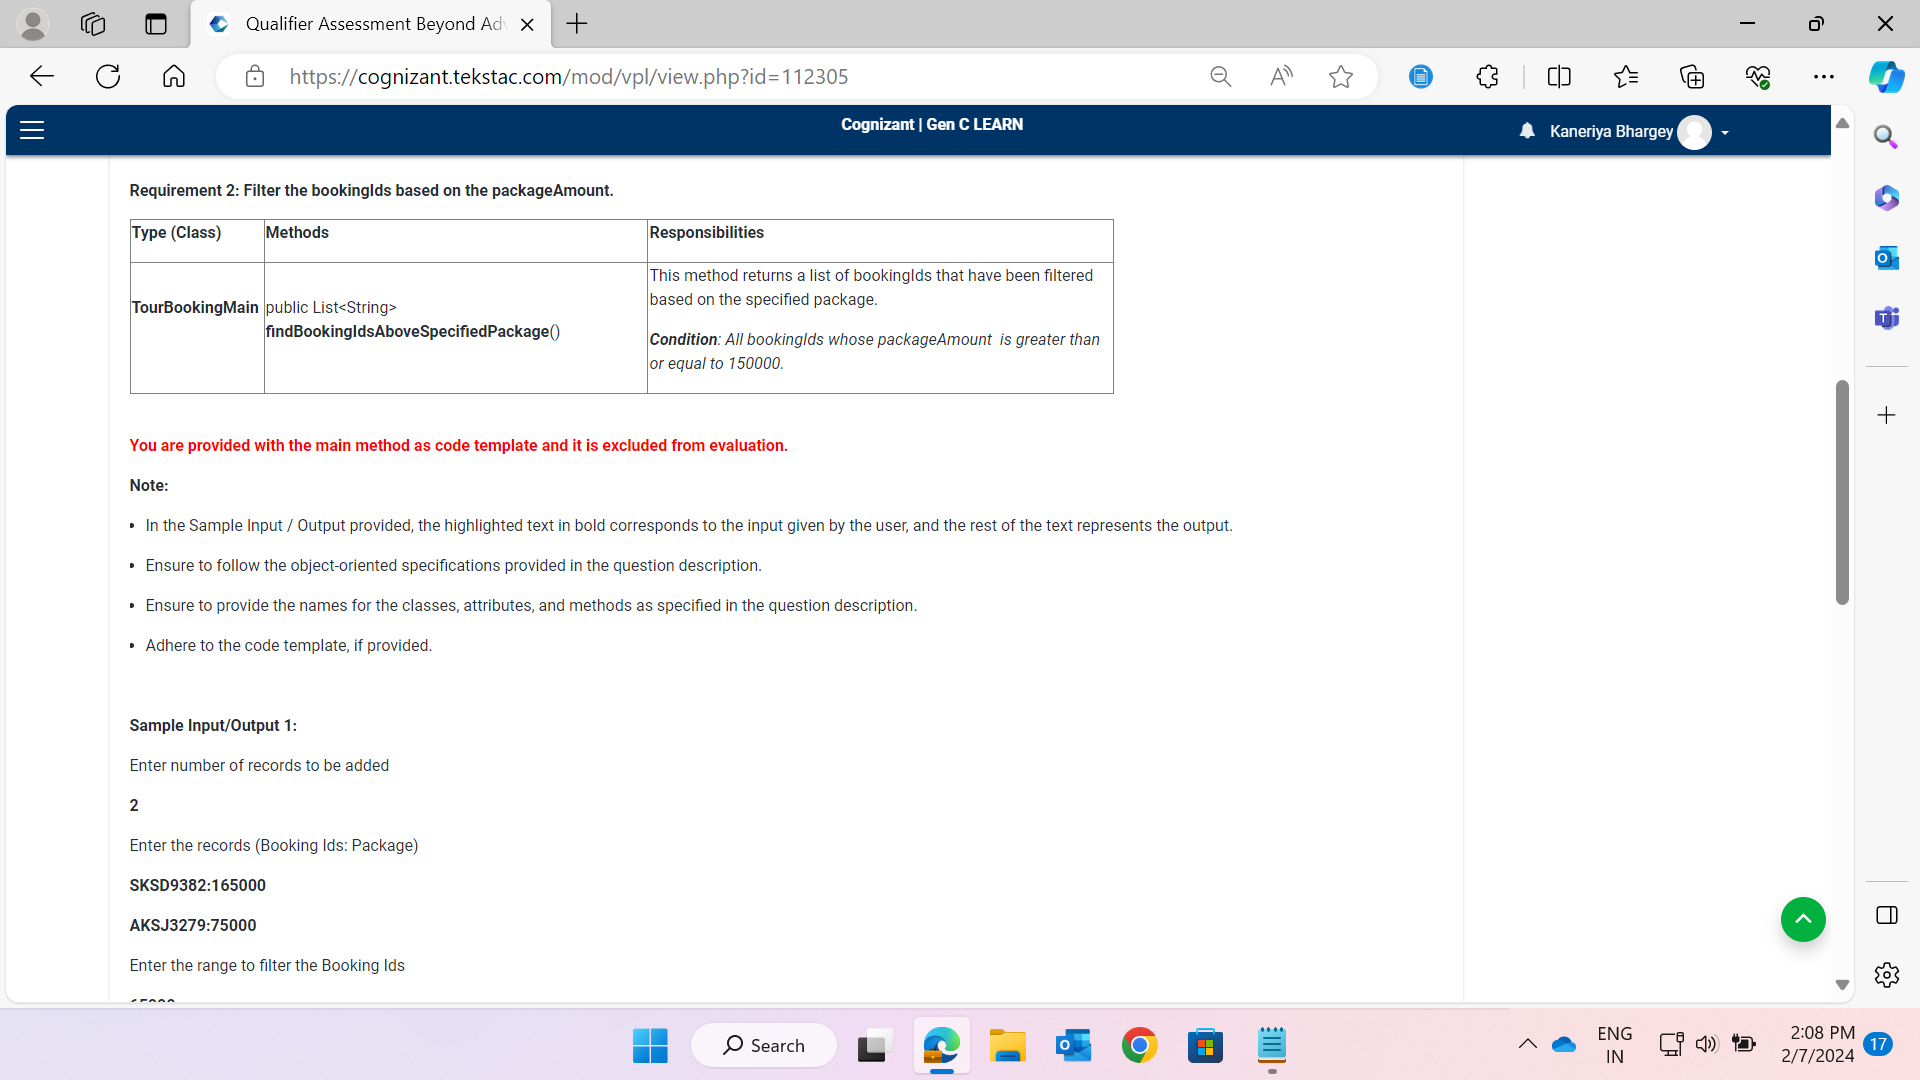 Qualifier Assessment Beyond Adv
https://cognizant.tekstac.com/mod/vpl/view.php?id=112305
Cognizant | Gen C LEARN
Kaneriya Bhargey
Requirement 2: Filter the bookingIds based on the packageAmount.
Type (Class) Methods Responsibilities
TourBookingMain
public List<String>
findBookingIdsAboveSpecifiedPackage()
This method returns a list of bookingIds that have been filtered
based on the specified package.
Condition: All bookingIds whose packageAmount is greater than
or equal to 150000.
You are provided with the main method as code template and it is excluded from evaluation.
Note:
• In the Sample Input / Output provided, the highlighted text in bold corresponds to the input given by the user, and the rest of the text represents the output.
• Ensure to follow the object-oriented specifications provided in the question description.
• Ensure to provide the names for the classes, attributes, and methods as specified in the question description.
• Adhere to the code template, if provided.
Sample Input/Output 1:
Enter number of records to be added
2
Enter the records (Booking Ids: Package)
SKSD9382:165000
AKSJ3279:75000
Enter the range to filter the Booking Ids
Search
ENG
IN
2:08 PM
2/7/2024
17